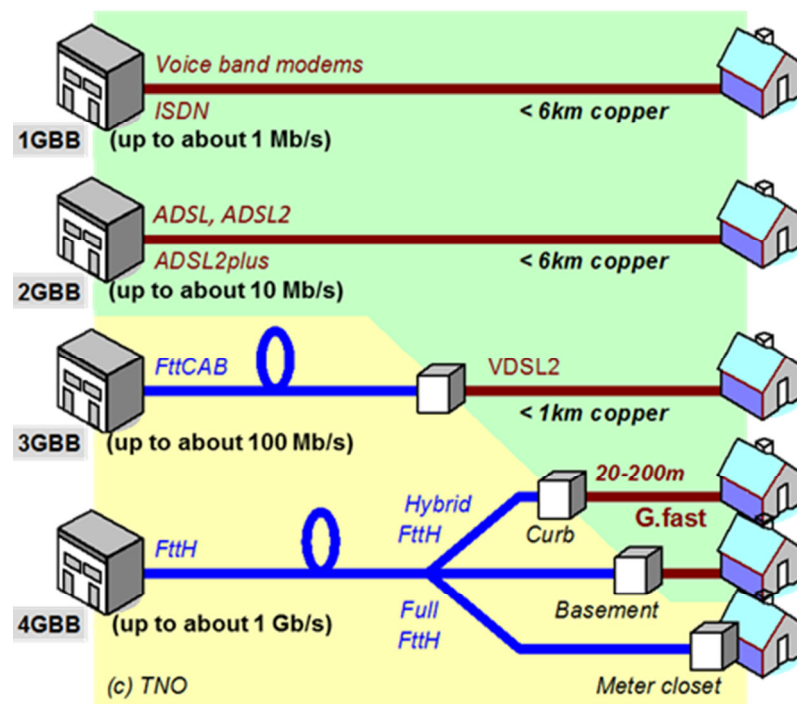 Voice band modems
ISDN
< 6km copper
1GBB
(up to about 1 Mb/s)
ADSL, ADSL2
ADSL2plus
< 6km copper
2GBB
(up to about 10 Mb/s)
FttCAB
VDSL2
< 1km copper
3GBB
(up to about 100 Mb/s)
20-200m
Hybrid
FttH
Curb
G.fast
FttH
4GBB
(up to about 1 Gb/s)
Full
FttH
Basement
(c) TNO
Meter closet